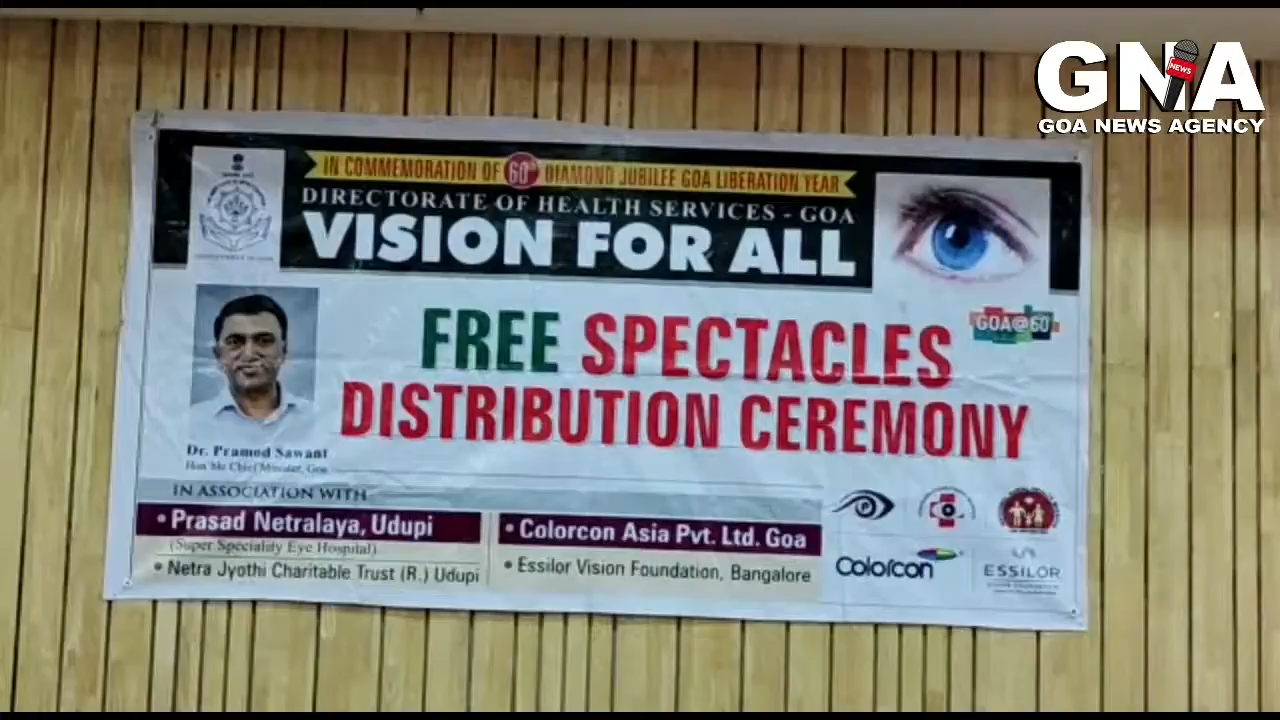 GNA
NEWS
GOA NEWS AGENCY
IN COMMEMORATION OF 60th DIAMOND JUBILEE GOA LIBERATION YEAR
DIRECTORATE OF HEALTH SERVICES - GOA
VISION FOR ALL
FREE SPECTACLES
DISTRIBUTION CEREMONY
GOA@60
Dr. Pramod Sawant
Hon'ble Chief Minister, Goa
IN ASSOCIATION WITH
• Prasad Netralaya, Udupi
(Super Speciality Eye Hospital)
• Netra Jyothi Charitable Trust (R.) Udupi
• Colorcon Asia Pvt. Ltd. Goa
• Essilor Vision Foundation, Bangalore
Colorcon
ESSILOR